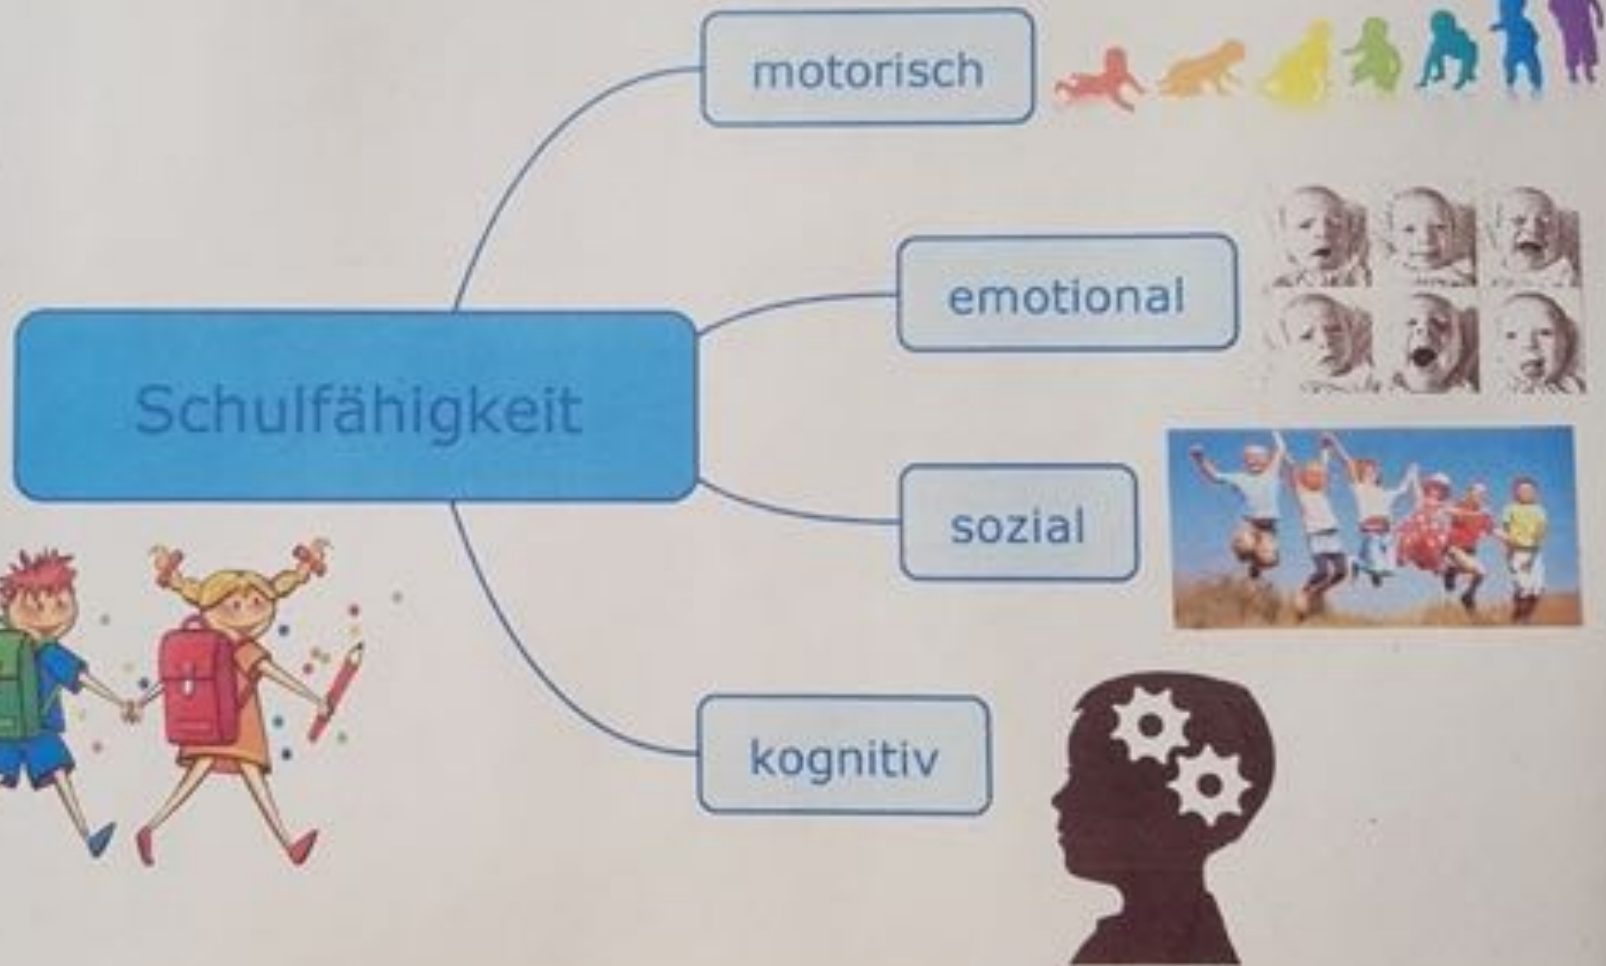 motorisch
emotional
Schulfähigkeit
sozial
kognitiv